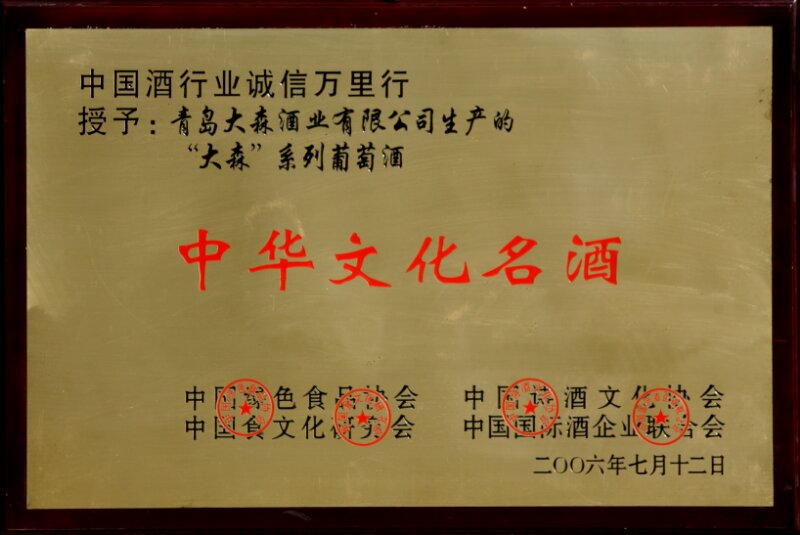 中国酒行业诚信万里行
授予：青岛大森酒业有限公司生产的
“大森”系列葡萄酒
中华文化名酒
中国绿色食品协会
中国诗酒文化协会
中国食文化研究会
中国国际酒企业联合会
二〇〇六年七月十二日